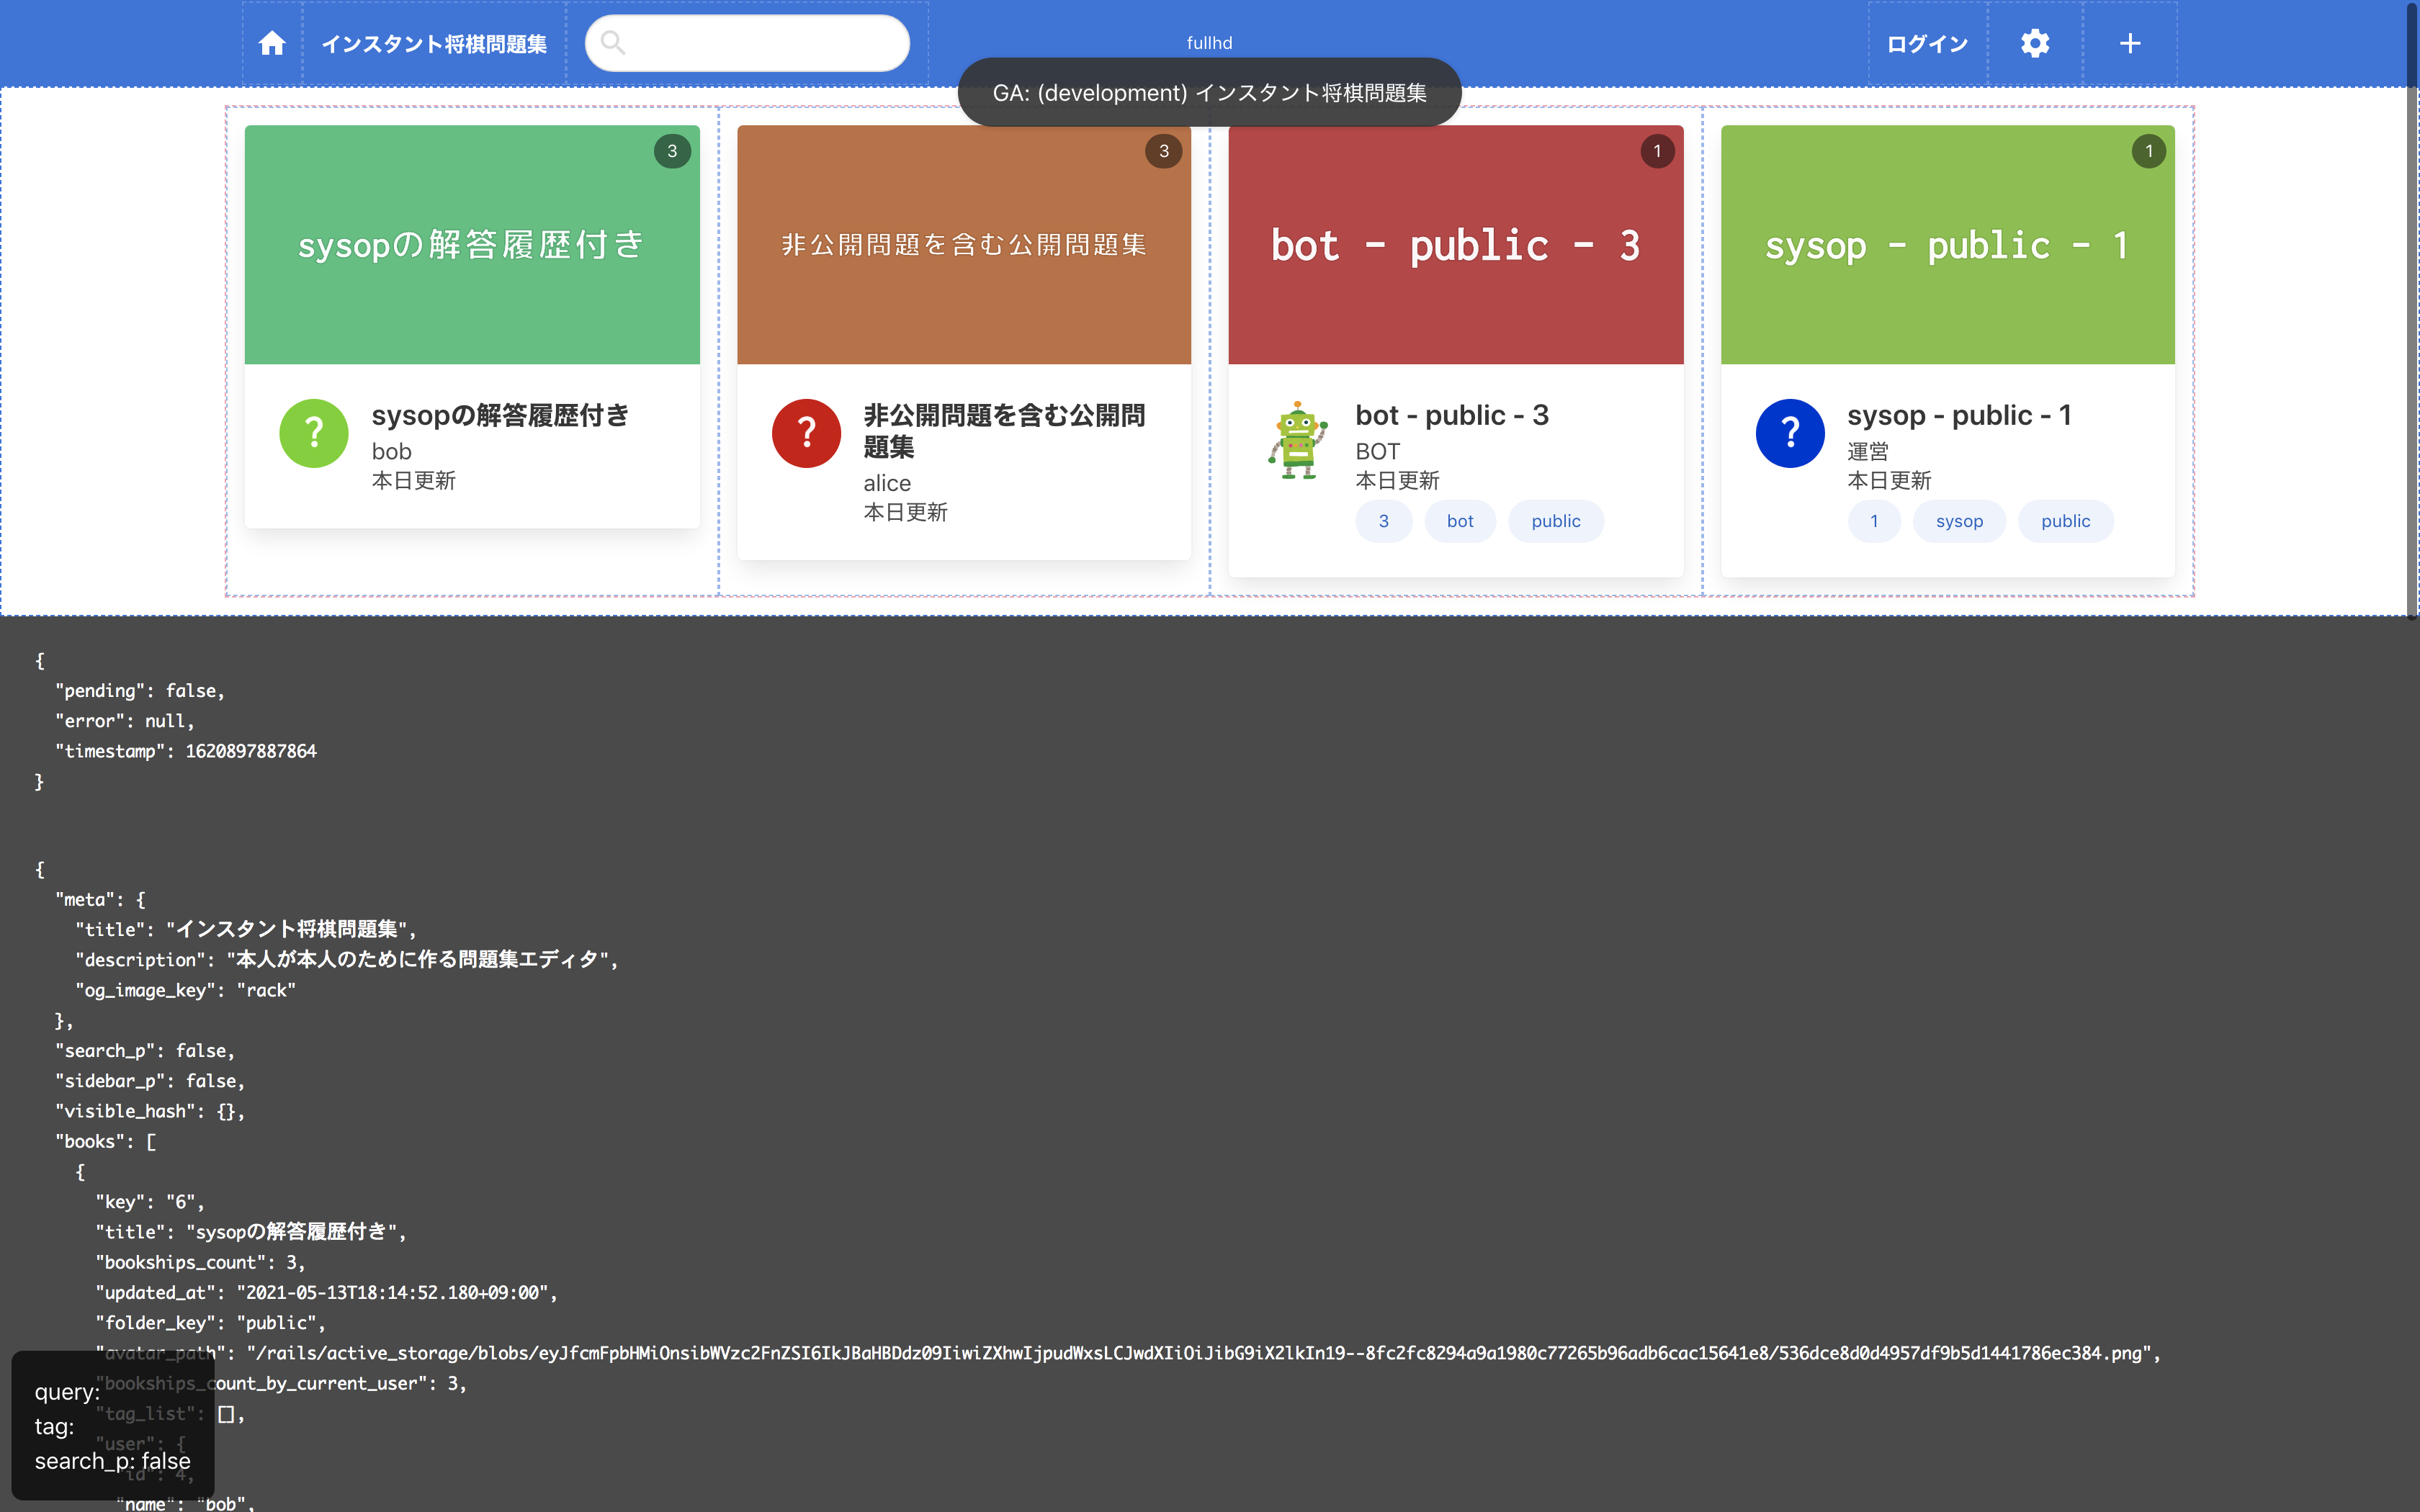 インスタント将棋問題集
fullhd
ログイン
GA: (development) インスタント将棋問題集
3
sysopの解答履歴付き
?
sysopの解答履歴付き
bob
本日更新
3
非公開問題を含む公開問題集
?
非公開問題を含む公開問
題集
alice
本日更新
1
bot - public - 3
bot - public - 3
BOT
本日更新
3 bot public
1
sysop - public - 1
?
sysop - public - 1
運営
本日更新
1 sysop public
{
"pending": false,
"error": null,
"timestamp": 1620897887864
}
{
"meta": {
"title": "インスタント将棋問題集",
"description": "本人が本人のために作る問題集エディタ",
"og_image_key": "rack"
},
"search_p": false,
"sidebar_p": false,
"visible_hash": {},
"books": [
{
"key": "6",
"title": "sysopの解答履歴付き",
"bookships_count": 3,
"updated_at": "2021-05-13T18:14:52.180+09:00",
"folder_key": "public",
"avatar_path": "/rails/active_storage/blobs/eyJfcmFpbHMiOnsibWVzc2FnZSI6IkJBaHBDdz09IiwiZXhwIjpudWxsLCJwdXIiOiJibG9iX2lkIn19--8fc2fc8294a9a1980c77265b96adb6cac15641e8/536dce8d0d4957df9b5d1441786ec384.png",
"bookships_count_by_current_user": 3,
"tag_list": [],
"user": {
"id": 4,
"name": "bob",
query:
tag:
search_p: false